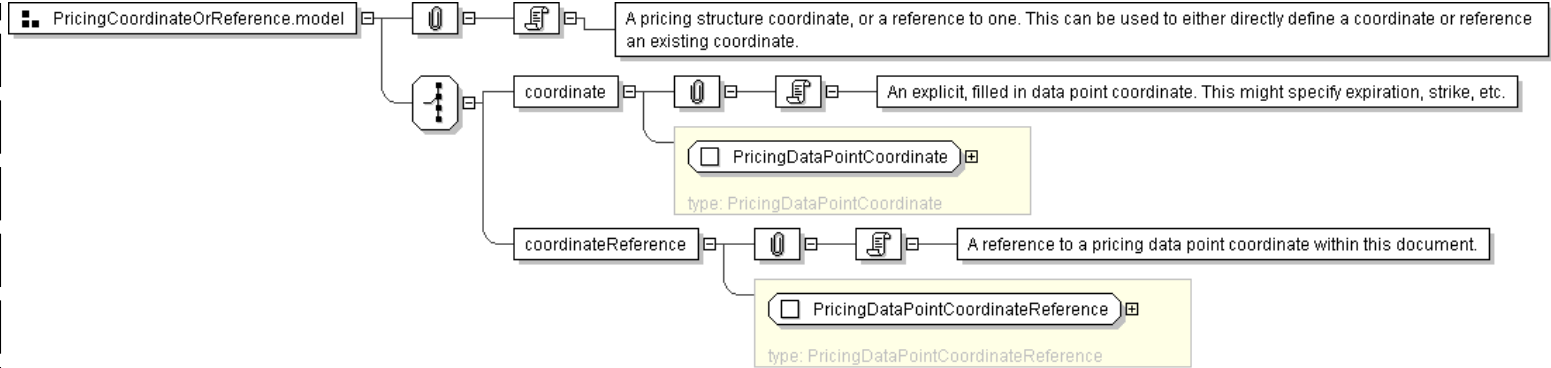 PricingCoordinateOrReference.model
A pricing structure coordinate, or a reference to one. This can be used to either directly define a coordinate or reference
an existing coordinate.
coordinate
An explicit, filled in data point coordinate. This might specify expiration, strike, etc.
PricingDataPointCoordinate
type: PricingDataPointCoordinate
coordinateReference
A reference to a pricing data point coordinate within this document.
PricingDataPointCoordinateReference
type: PricingDataPointCoordinateReference